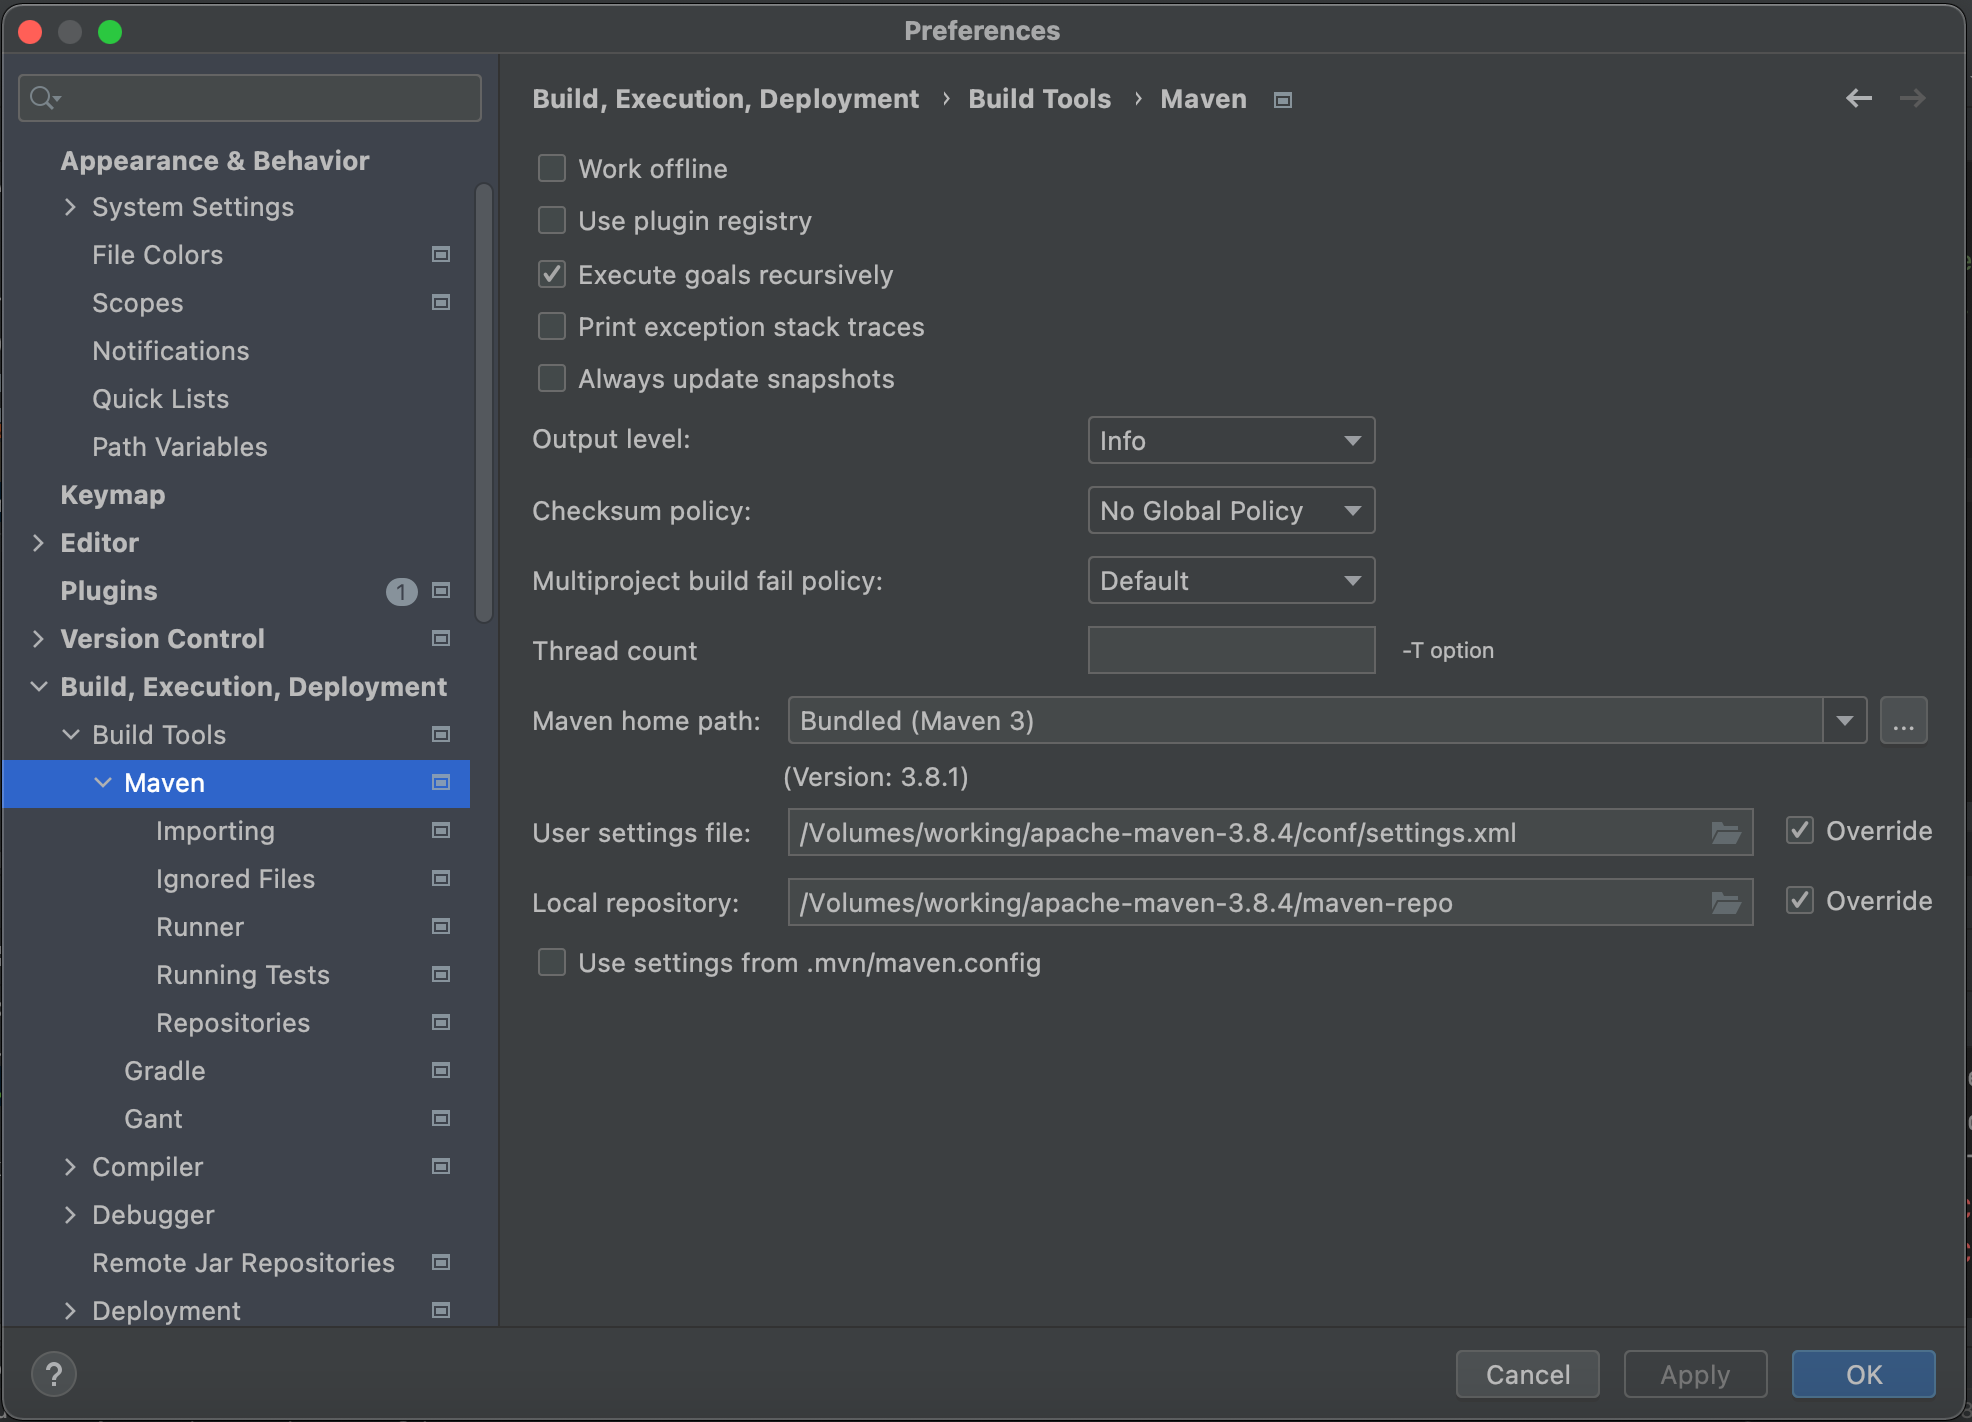 Preferences
Appearance & Behavior
System Settings
File Colors
Scopes
Notifications
Quick Lists
Path Variables
Keymap
Editor
Plugins 1
Version Control
Build, Execution, Deployment
Build Tools
Maven
Importing
Ignored Files
Runner
Running Tests
Repositories
Gradle
Gant
Compiler
Debugger
Remote Jar Repositories
Deployment
Build, Execution, Deployment › Build Tools › Maven
Work offline
Use plugin registry
Execute goals recursively
Print exception stack traces
Always update snapshots
Output level: Info
Checksum policy: No Global Policy
Multiproject build fail policy: Default
Thread count -T option
Maven home path: Bundled (Maven 3) ...
(Version: 3.8.1)
User settings file: /Volumes/working/apache-maven-3.8.4/conf/settings.xml Override
Local repository: /Volumes/working/apache-maven-3.8.4/maven-repo Override
Use settings from .mvn/maven.config
? Cancel Apply OK